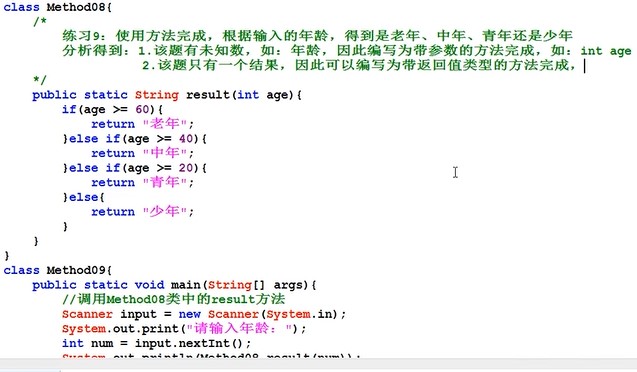 class Method08{
/*
练习9：使用方法完成，根据输入的年龄，得到是老年、中年、青年还是少年
分析得到：1.该题有未知数，如：年龄，因此编写为带参数的方法完成，如：int age
2.该题只有一个结果，因此可以编写为带返回值类型的方法完成，
*/
public static String result(int age){
if(age >= 60){
return "老年";
}else if(age >= 40){
return "中年";
}else if(age >= 20){
return "青年";
}else{
return "少年";
}
}
}
class Method09{
public static void main(String[] args){
//调用Method08类中的result方法
Scanner input = new Scanner(System.in);
System.out.print("请输入年龄：");
int num = input.nextInt();
System.out.println(Method08.result(num));